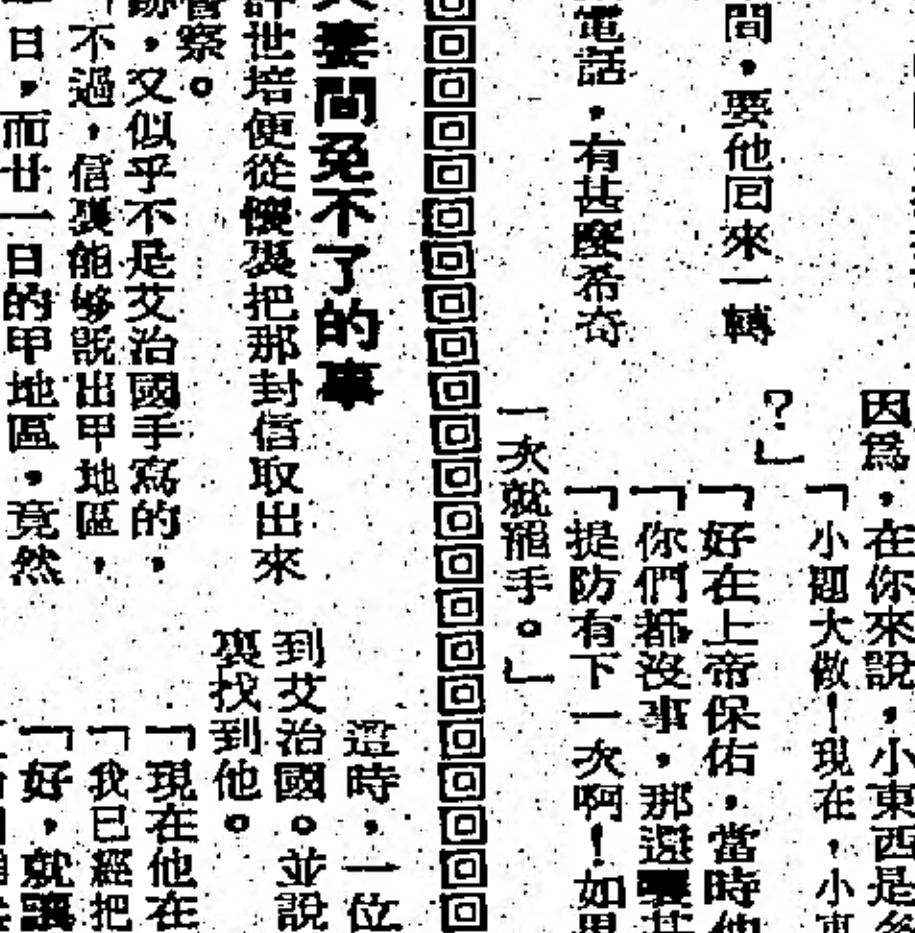 間，要他回來一轉
電話，有甚麼希奇
因爲，在你來說，小東西是
「小題大做！現在，小東
？」
「好在上帝保佑，當時他
「你們都沒事，那還
「提防有下一次啊！如果
一次就罷手。」
夫妻間免不了的事
許世培便從懷裏把那封信取出來
警察。
跡，又似乎不是艾治國手寫的，
「不過，信裏能够說出甲地區，
日，而廿一日的甲地區，竟然
這時，一位
到艾治國。並說
裏找到他。
「現在他在
「我已經把
「好，就讓